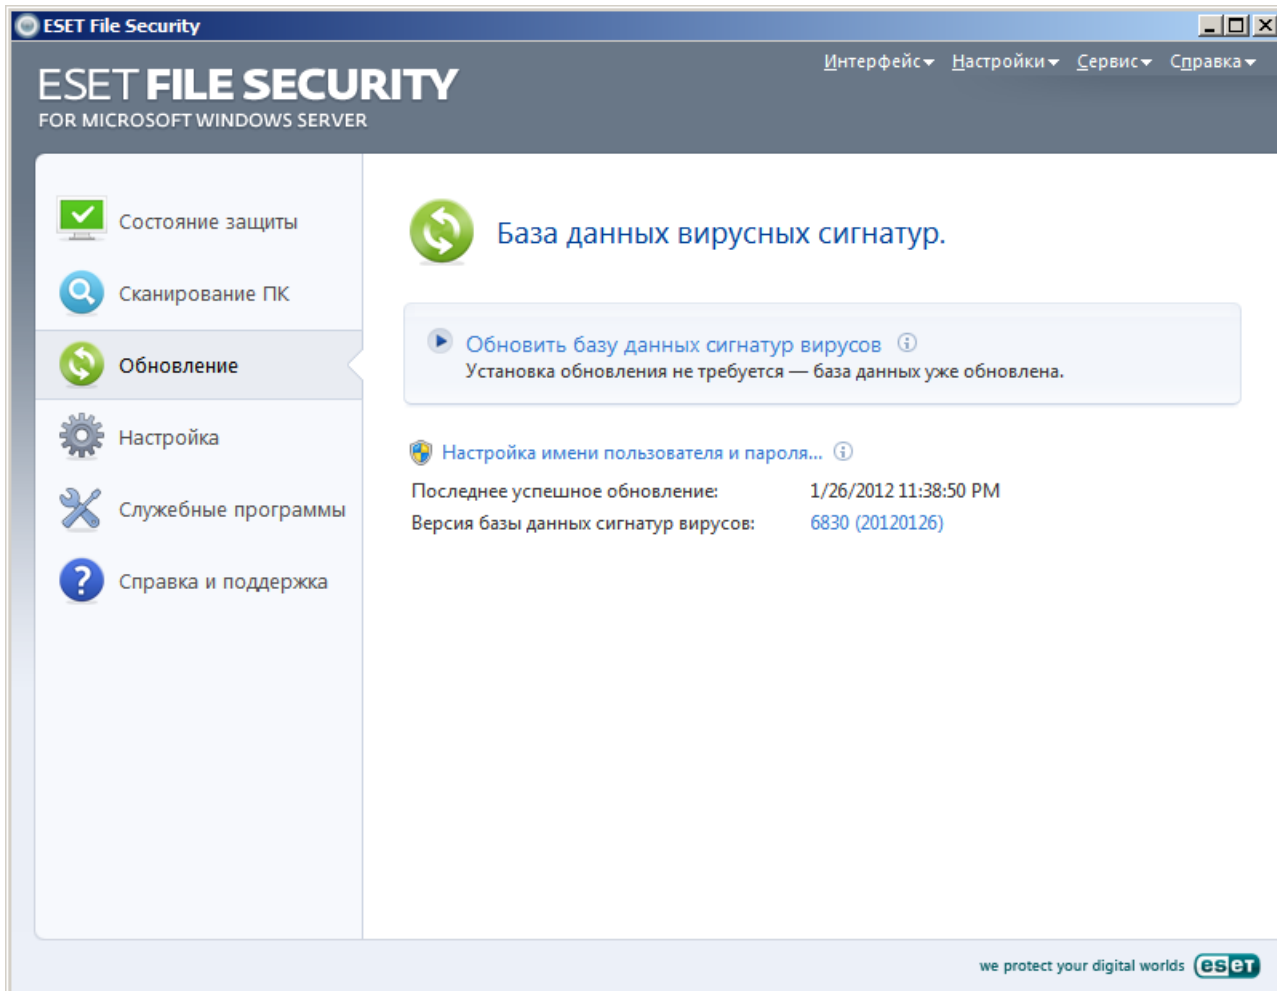 ESET File Security
ESET FILE SECURITY
FOR MICROSOFT WINDOWS SERVER
Интерфейс Настройки Сервис Справка
Состояние защиты
Сканирование ПК
Обновление
Настройка
Служебные программы
Справка и поддержка
База данных вирусных сигнатур.
Обновить базу данных сигнатур вирусов
Установка обновления не требуется — база данных уже обновлена.
Настройка имени пользователя и пароля...
Последнее успешное обновление: 1/26/2012 11:38:50 PM
Версия базы данных сигнатур вирусов: 6830 (20120126)
we protect your digital worlds eset